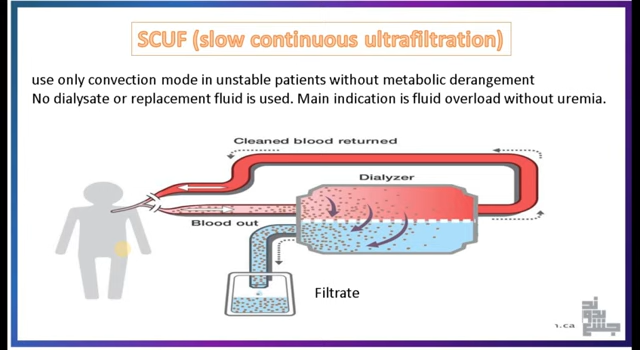 SCUF (slow continuous ultrafiltration)
use only convection mode in unstable patients without metabolic derangement
No dialysate or replacement fluid is used. Main indication is fluid overload without uremia.
Cleaned blood returned
Dialyzer
Blood out
Filtrate